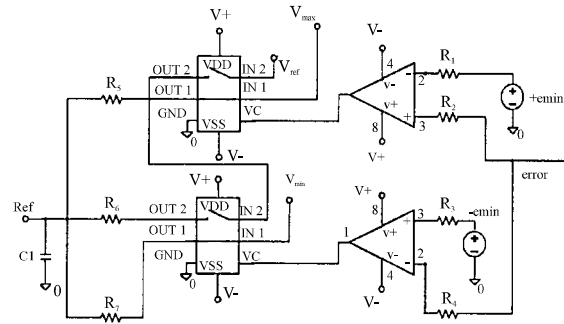 V+
V_max
V-
OUT 2
VDD
IN 2
V_ref
4
v-
-
2
R_1
R_5
OUT 1
IN 1
+emin
GND
VC
v+
+
3
R_2
0
VSS
8
0
V-
V+
error
V+
V_min
V+
Ref
R_6
OUT 2
VDD
IN 2
8
v+
+
3
R_3
-emin
OUT 1
IN 1
1
C1
GND
VC
v-
-
2
0
VSS
4
0
R_7
V-
V-
R_4
0